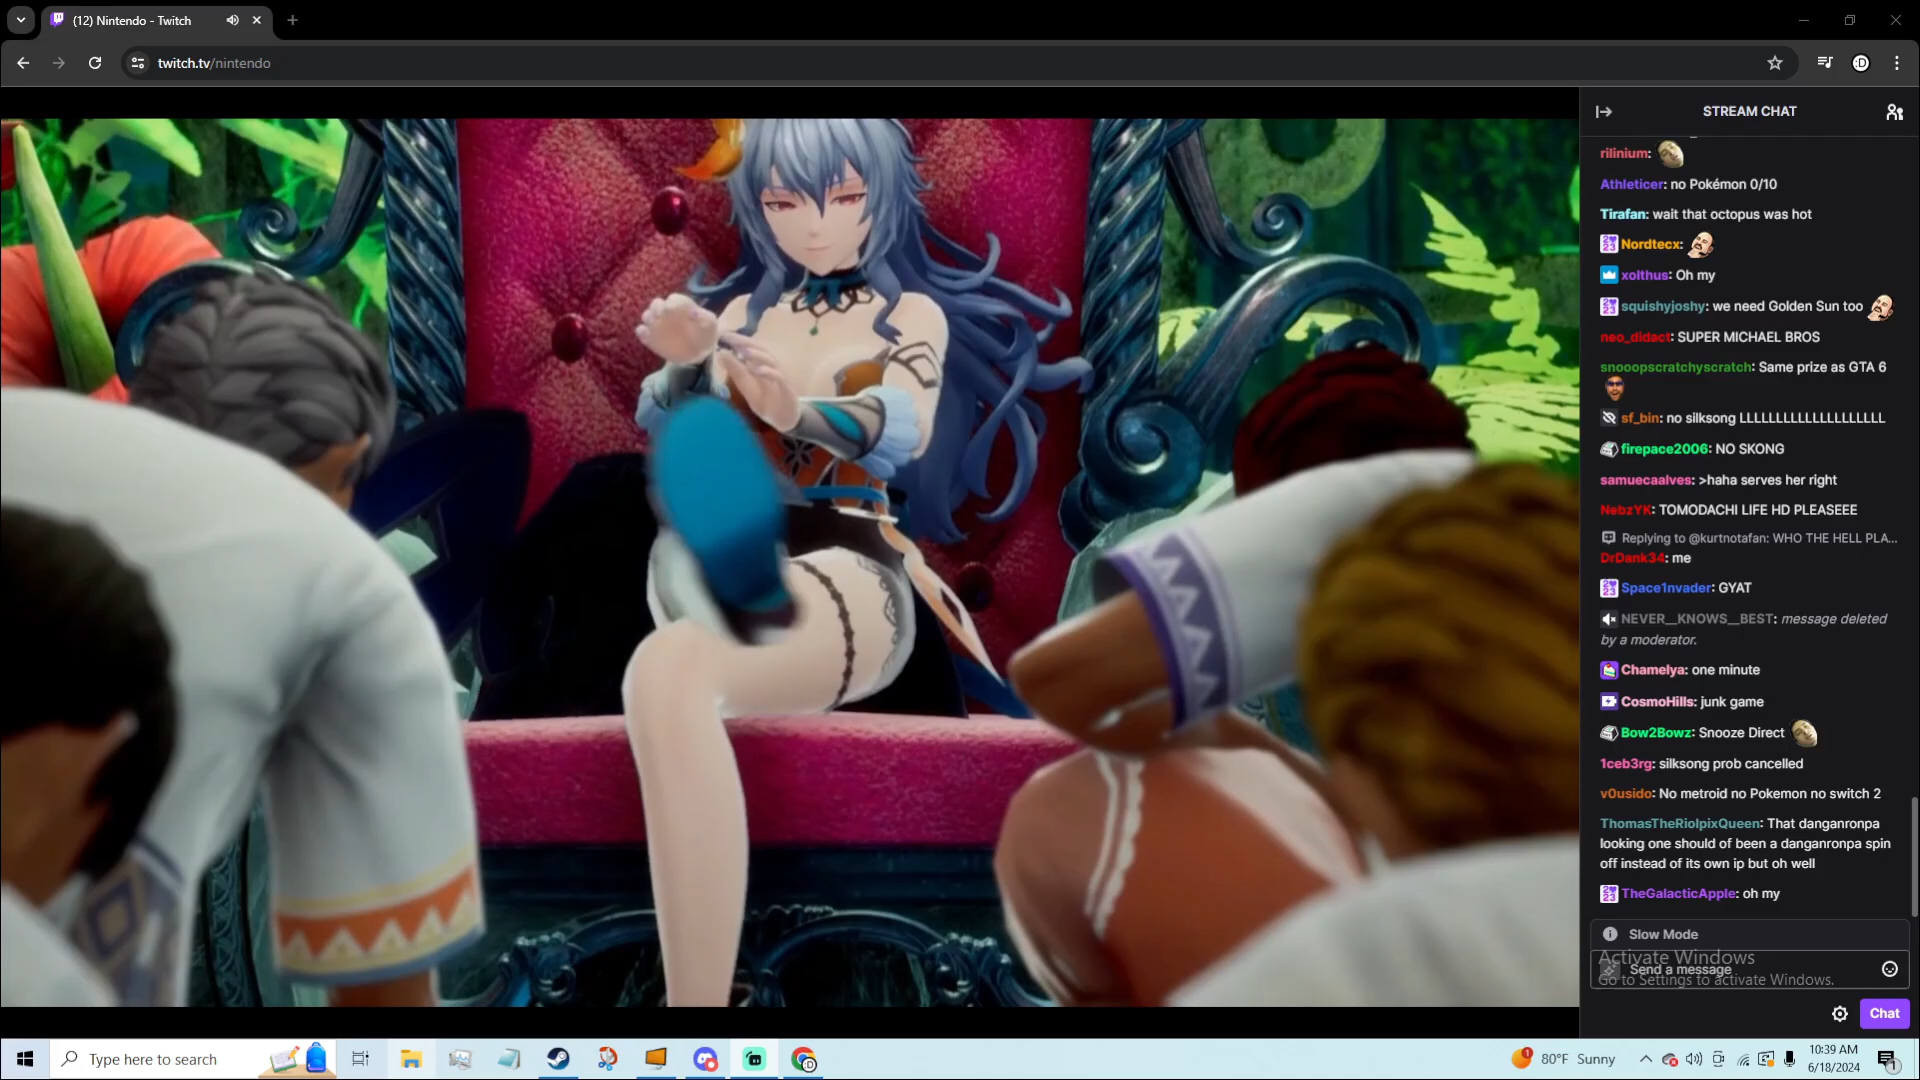 (12) Nintendo - Twitch
twitch.tv/nintendo
STREAM CHAT
rilinium:
Athleticer: no Pokémon 0/10
Tirafan: wait that octopus was hot
Nordtecx:
xolthus: Oh my
squishyjoshy: we need Golden Sun too
neo_didact: SUPER MICHAEL BROS
snooopscratchyscratch: Same prize as GTA 6
sf_bin: no silksong LLLLLLLLLLLLLLLLLLLL
firepace2006: NO SKONG
samuecaalves: >haha serves her right
NebzYK: TOMODACHI LIFE HD PLEASEEE
Replying to @kurtnotafan: WHO THE HELL PLA...
DrDank34: me
Space1nvader: GYAT
NEVER__KNOWS__BEST: message deleted
by a moderator.
Chamelya: one minute
CosmoHills: junk game
Bow2Bowz: Snooze Direct
1ceb3rg: silksong prob cancelled
v0usido: No metroid no Pokemon no switch 2
ThomasTheRiolpixQueen: That danganronpa
looking one should of been a danganronpa spin
off instead of its own ip but oh well
TheGalacticApple: oh my
Slow Mode
Activate Windows
Send a message
Go to Settings to activate Windows.
Chat
Type here to search
80°F Sunny
10:39 AM
6/18/2024